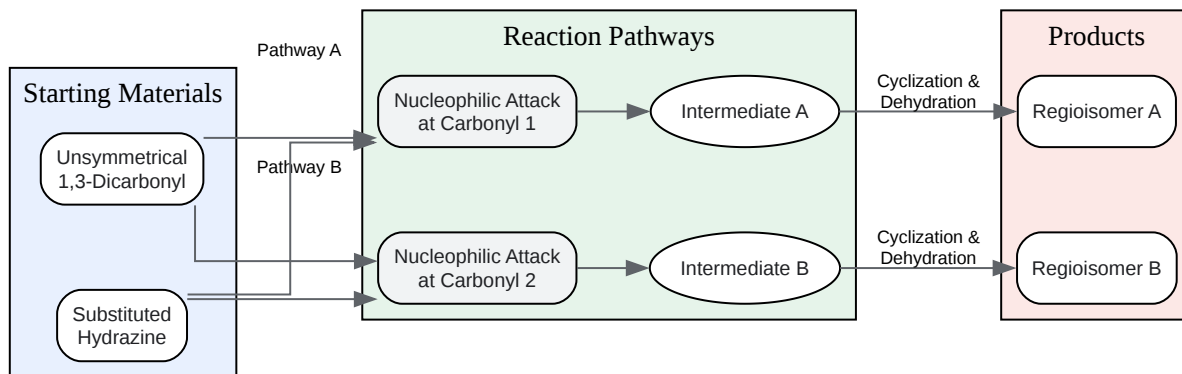 Starting Materials
Unsymmetrical
1,3-Dicarbonyl
Substituted
Hydrazine
Pathway A
Pathway B
Reaction Pathways
Nucleophilic Attack
at Carbonyl 1
Intermediate A
Nucleophilic Attack
at Carbonyl 2
Intermediate B
Cyclization &
Dehydration
Cyclization &
Dehydration
Products
Regioisomer A
Regioisomer B